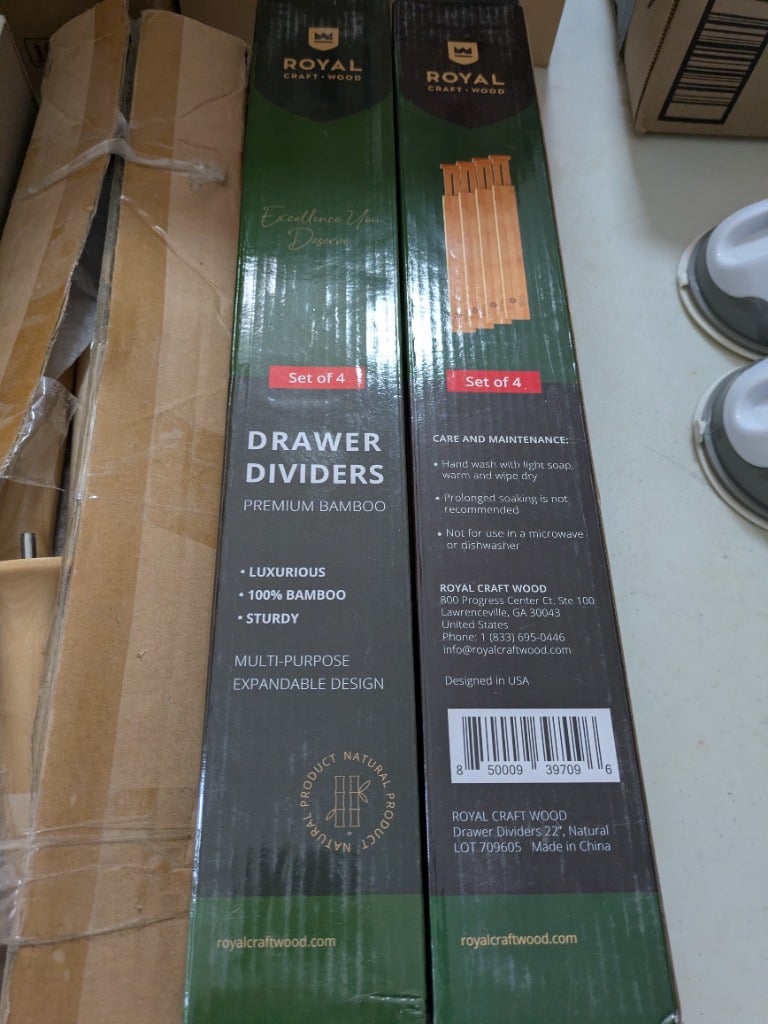 ROYAL
CRAFT • WOOD
Excellence You
Deserve
Set of 4
DRAWER
DIVIDERS
PREMIUM BAMBOO
• LUXURIOUS
• 100% BAMBOO
• STURDY
MULTI-PURPOSE
EXPANDABLE DESIGN
NATURAL PRODUCT NATURAL PRODUCT
royalcraftwood.com
ROYAL
CRAFT • WOOD
Set of 4
CARE AND MAINTENANCE:
• Hand wash with light soap,
warm and wipe dry
• Prolonged soaking is not
recommended
• Not for use in a microwave
or dishwasher
ROYAL CRAFT WOOD
800 Progress Center Ct. Ste 100
Lawrenceville, GA 30043
United States
Phone: 1 (833) 695-0446
info@royalcraftwood.com
Designed in USA
8 50009 39709 6
ROYAL CRAFT WOOD
Drawer Dividers 22", Natural
LOT 709605 Made in China
royalcraftwood.com